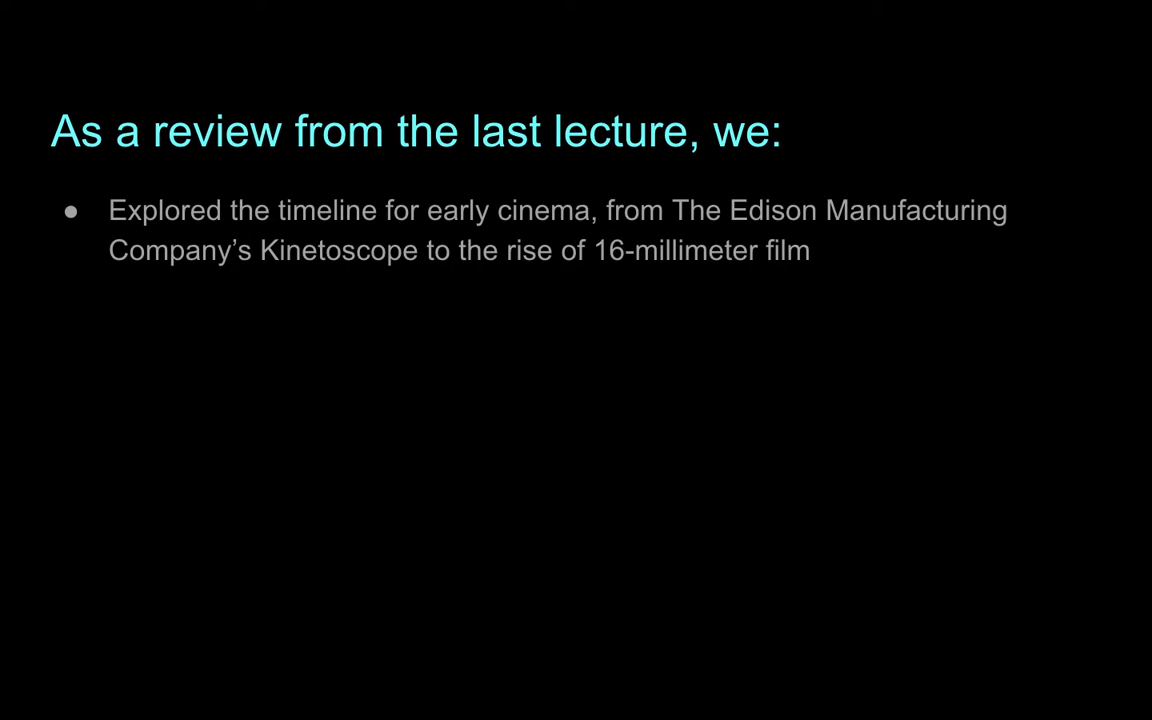 As a review from the last lecture, we:
● Explored the timeline for early cinema, from The Edison Manufacturing
Company’s Kinetoscope to the rise of 16-millimeter film